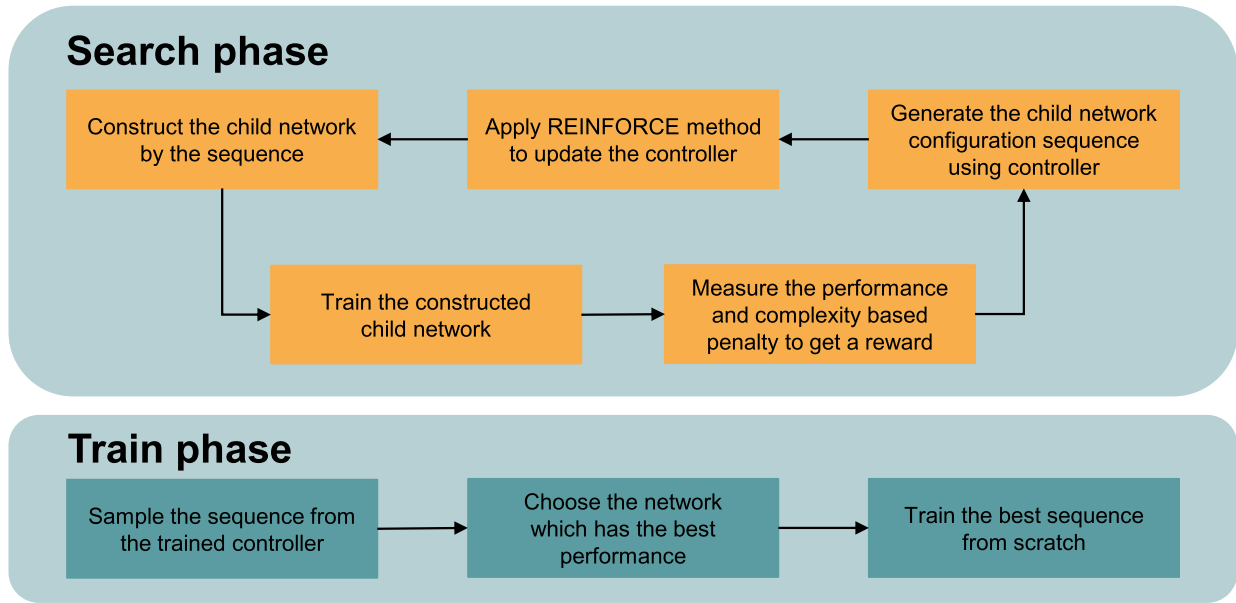 Search phase
Construct the child network
by the sequence
Apply REINFORCE method
to update the controller
Generate the child network
configuration sequence
using controller
Train the constructed
child network
Measure the performance
and complexity based
penalty to get a reward
Train phase
Sample the sequence from
the trained controller
Choose the network
which has the best
performance
Train the best sequence
from scratch